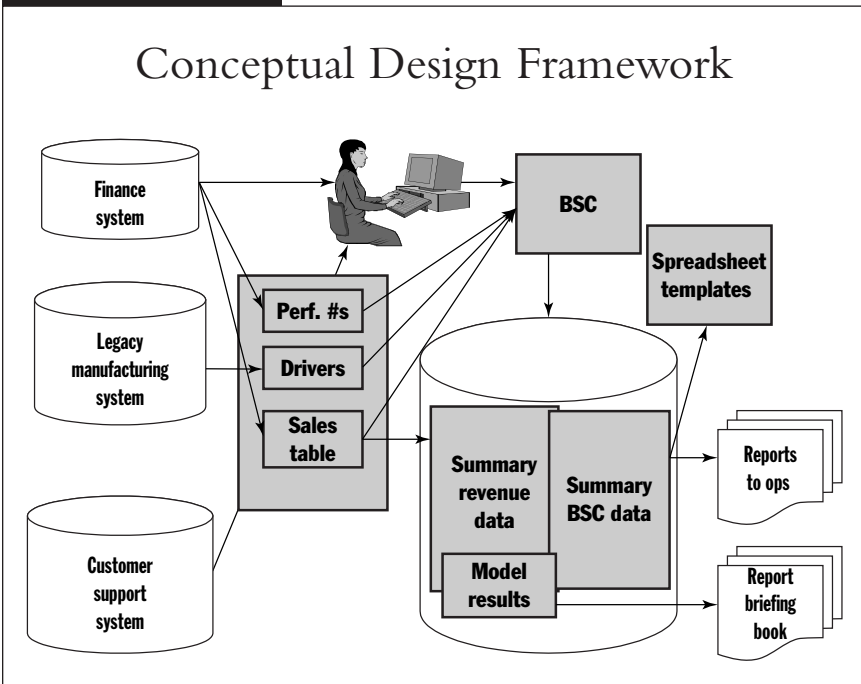 Conceptual Design Framework
Finance
system
BSC
Spreadsheet
templates
Perf. #s
Legacy
manufacturing
system
Drivers
Sales
table
Summary
revenue
data
Summary
BSC data
Reports
to ops
Customer
support
system
Model
results
Report
briefing
book